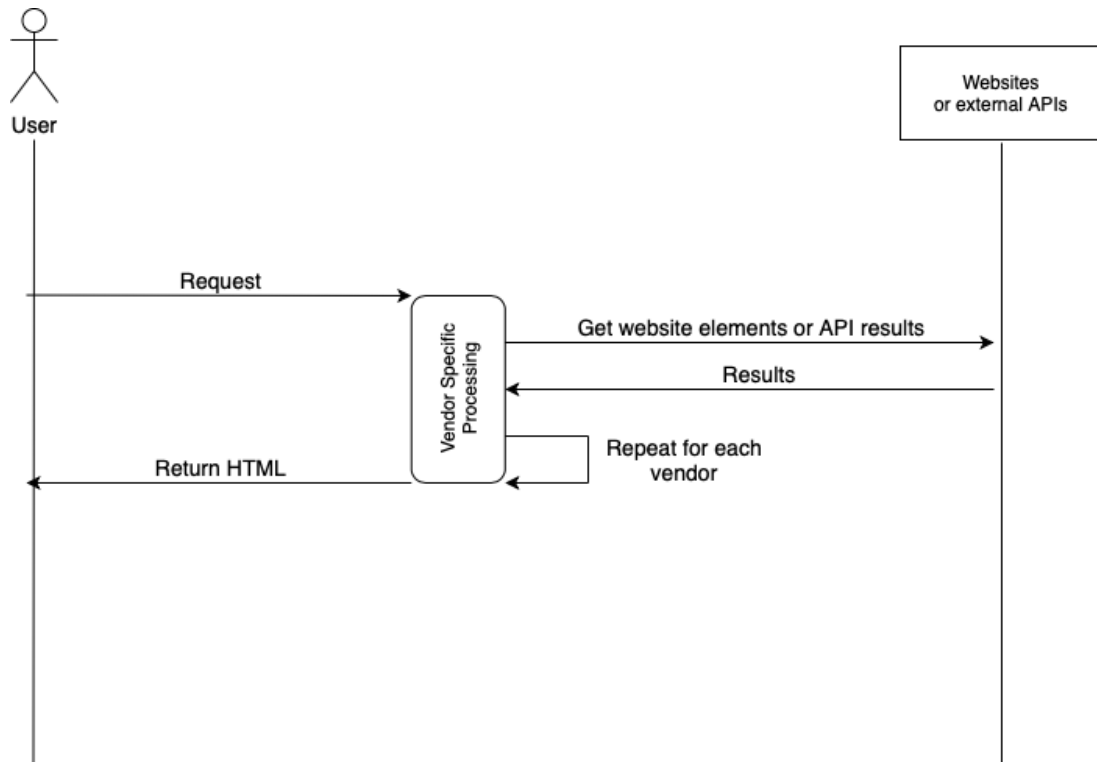 User
Websites
or external APIs
Request
Vendor Specific
Processing
Get website elements or API results
Results
Repeat for each
vendor
Return HTML